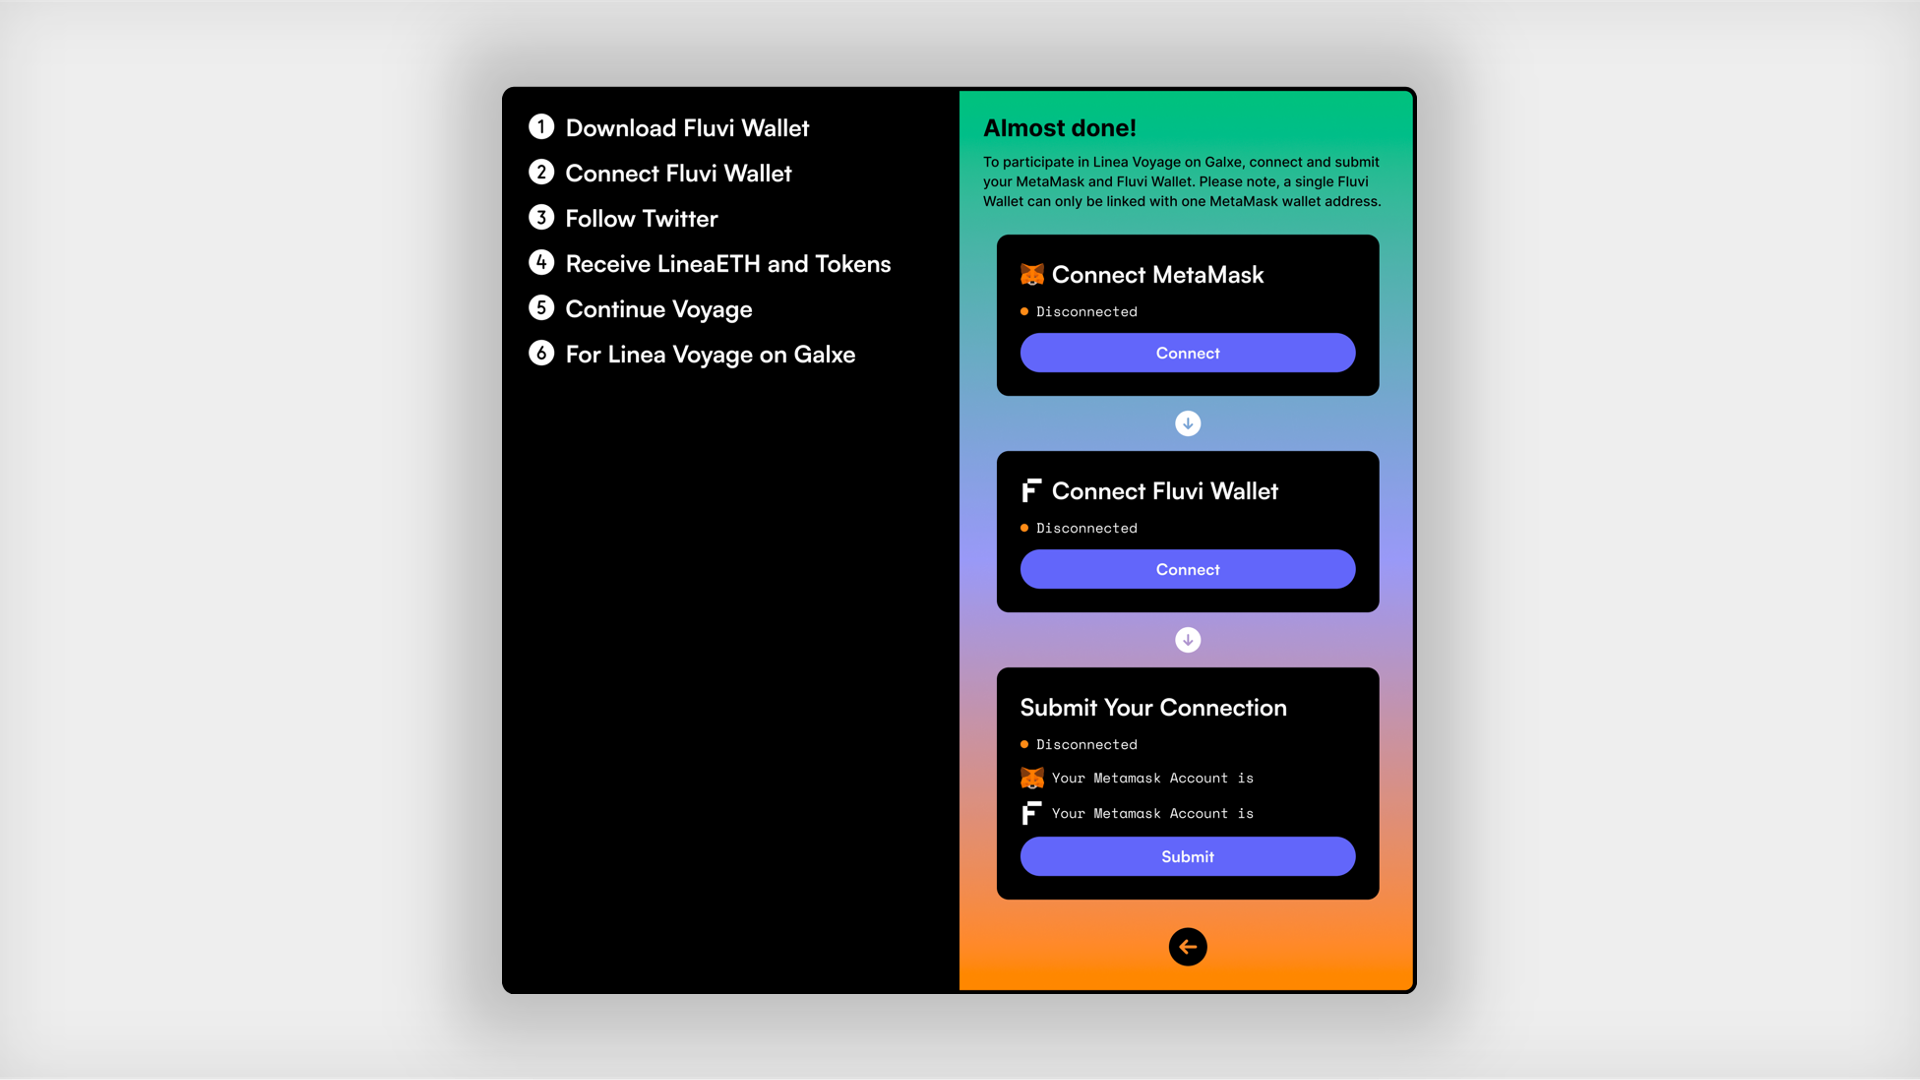 1 Download Fluvi Wallet
2 Connect Fluvi Wallet
3 Follow Twitter
4 Receive LineaETH and Tokens
5 Continue Voyage
6 For Linea Voyage on Galxe
Almost done!
To participate in Linea Voyage on Galxe, connect and submit
your MetaMask and Fluvi Wallet. Please note, a single Fluvi
Wallet can only be linked with one MetaMask wallet address.
Connect MetaMask
Disconnected
Connect
Connect Fluvi Wallet
Disconnected
Connect
Submit Your Connection
Disconnected
Your Metamask Account is
Your Metamask Account is
Submit